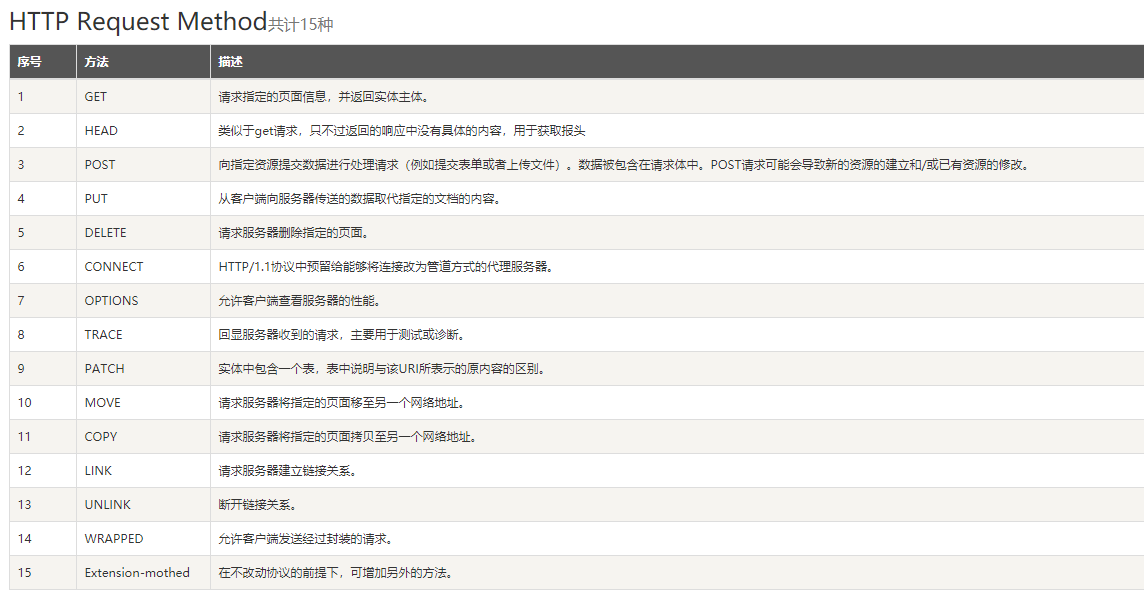 HTTP Request Method共计15种
序号 方法 描述
1 GET 请求指定的页面信息，并返回实体主体。
2 HEAD 类似于get请求，只不过返回的响应中没有具体的内容，用于获取报头
3 POST 向指定资源提交数据进行处理请求（例如提交表单或者上传文件）。数据被包含在请求体中。POST请求可能会导致新的资源的建立和/或已有资源的修改。
4 PUT 从客户端向服务器传送的数据取代指定的文档的内容。
5 DELETE 请求服务器删除指定的页面。
6 CONNECT HTTP/1.1协议中预留给能够将连接改为管道方式的代理服务器。
7 OPTIONS 允许客户端查看服务器的性能。
8 TRACE 回显服务器收到的请求，主要用于测试或诊断。
9 PATCH 实体中包含一个表，表中说明与该URI所表示的原内容的区别。
10 MOVE 请求服务器将指定的页面移至另一个网络地址。
11 COPY 请求服务器将指定的页面拷贝至另一个网络地址。
12 LINK 请求服务器建立链接关系。
13 UNLINK 断开链接关系。
14 WRAPPED 允许客户端发送经过封装的请求。
15 Extension-mothed 在不改动协议的前提下，可增加另外的方法。